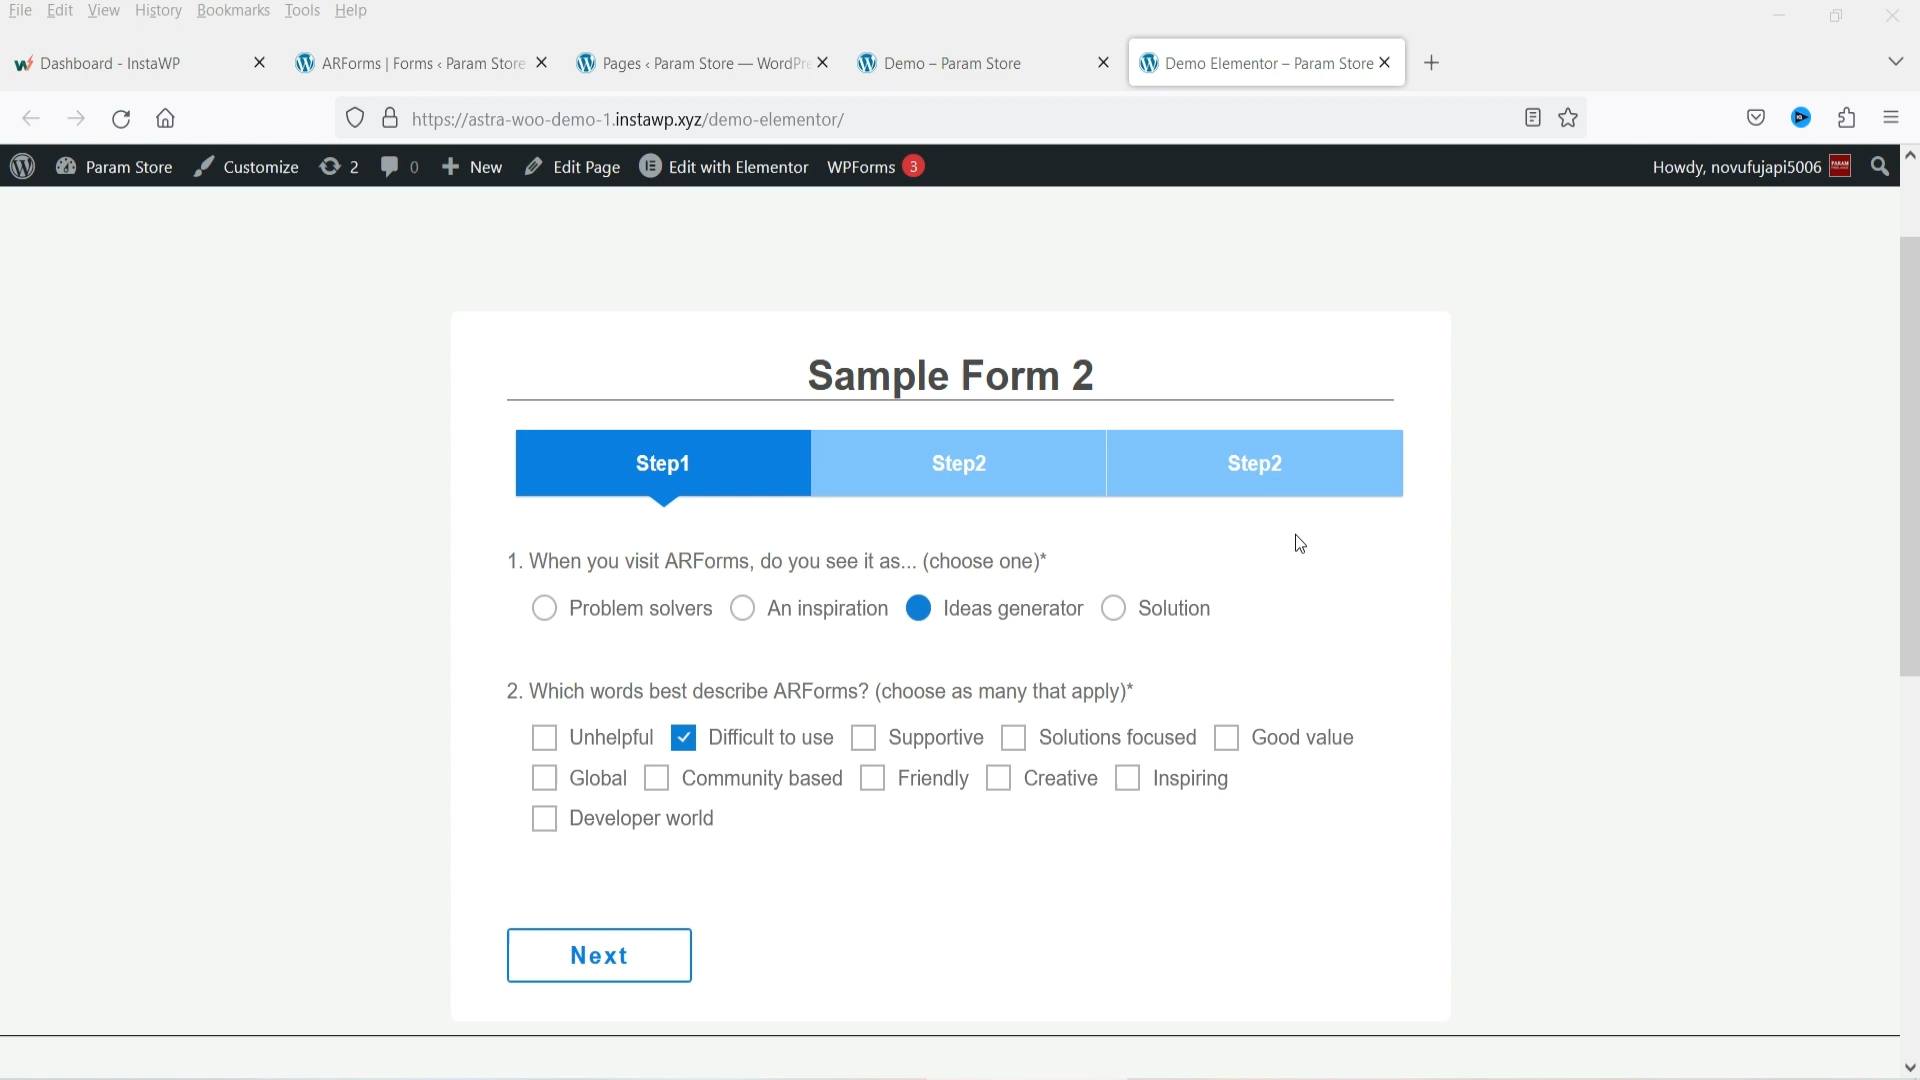 File Edit View History Bookmarks Tools Help
Dashboard - InstaWP
ARForms | Forms ‹ Param Store
Pages ‹ Param Store — WordPre
Demo – Param Store
Demo Elementor – Param Store
https://astra-woo-demo-1.instawp.xyz/demo-elementor/
Param Store Customize 2 0 New Edit Page Edit with Elementor WPForms 3 Howdy, novufujapi5006
Sample Form 2
Step1 Step2 Step2
1. When you visit ARForms, do you see it as... (choose one)*
Problem solvers An inspiration Ideas generator Solution
2. Which words best describe ARForms? (choose as many that apply)*
Unhelpful Difficult to use Supportive Solutions focused Good value
Global Community based Friendly Creative Inspiring
Developer world
Next